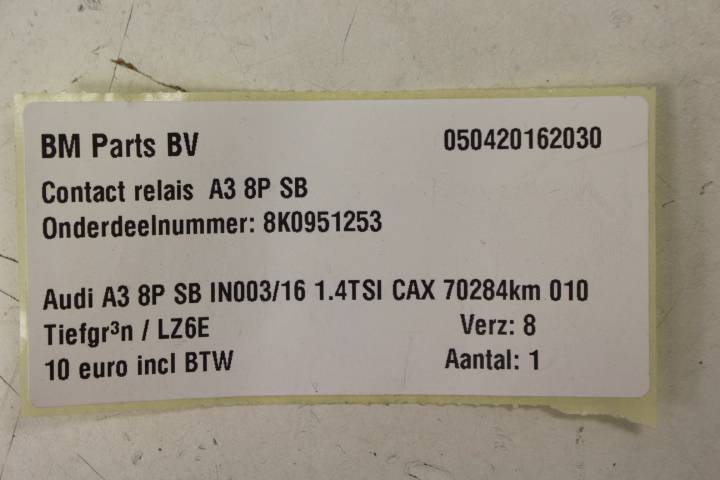 BM Parts BV 050420162030
Contact relais A3 8P SB
Onderdeelnummer: 8K0951253
Audi A3 8P SB IN003/16 1.4TSI CAX 70284km 010
Tiefgr³n / LZ6E Verz: 8
10 euro incl BTW Aantal: 1